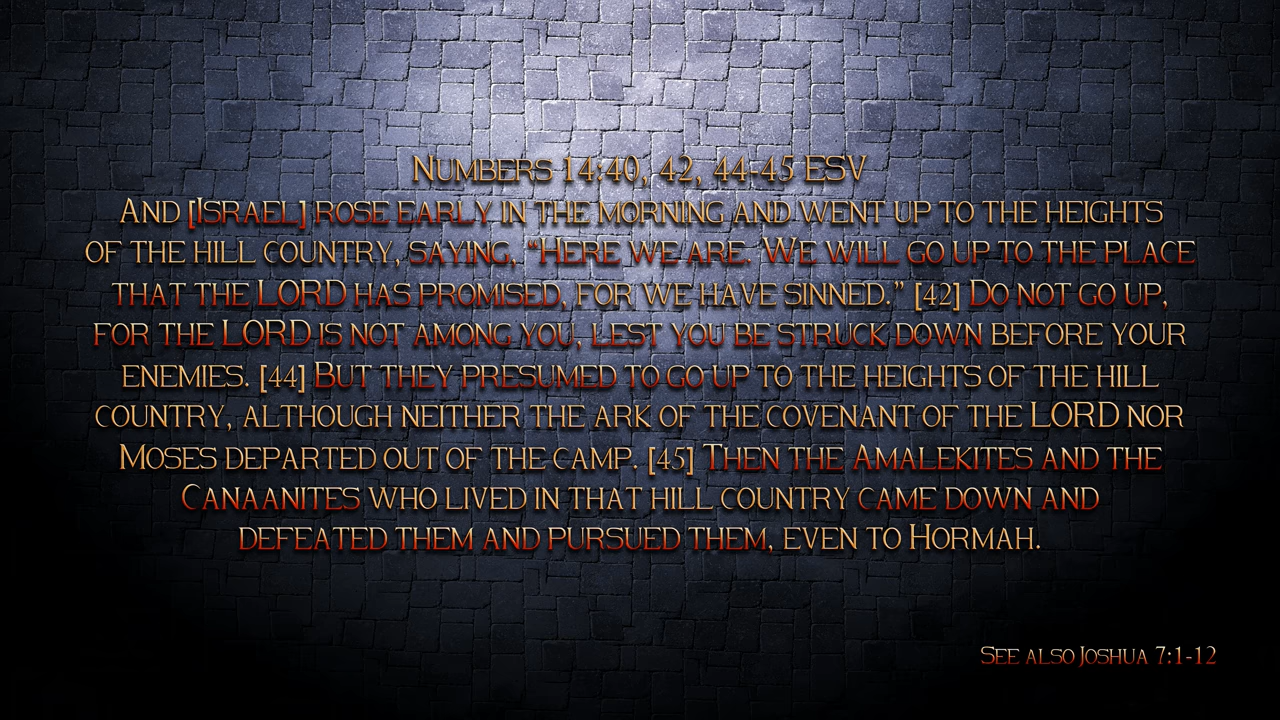 Numbers 14:40, 42, 44-45 ESV
And [Israel] rose early in the morning and went up to the heights
of the hill country, saying, “Here we are. We will go up to the place
that the LORD has promised, for we have sinned.” [42] Do not go up,
for the LORD is not among you, lest you be struck down before your
enemies. [44] But they presumed to go up to the heights of the hill
country, although neither the ark of the covenant of the LORD nor
Moses departed out of the camp. [45] Then the Amalekites and the
Canaanites who lived in that hill country came down and
defeated them and pursued them, even to Hormah.
See also Joshua 7:1-12